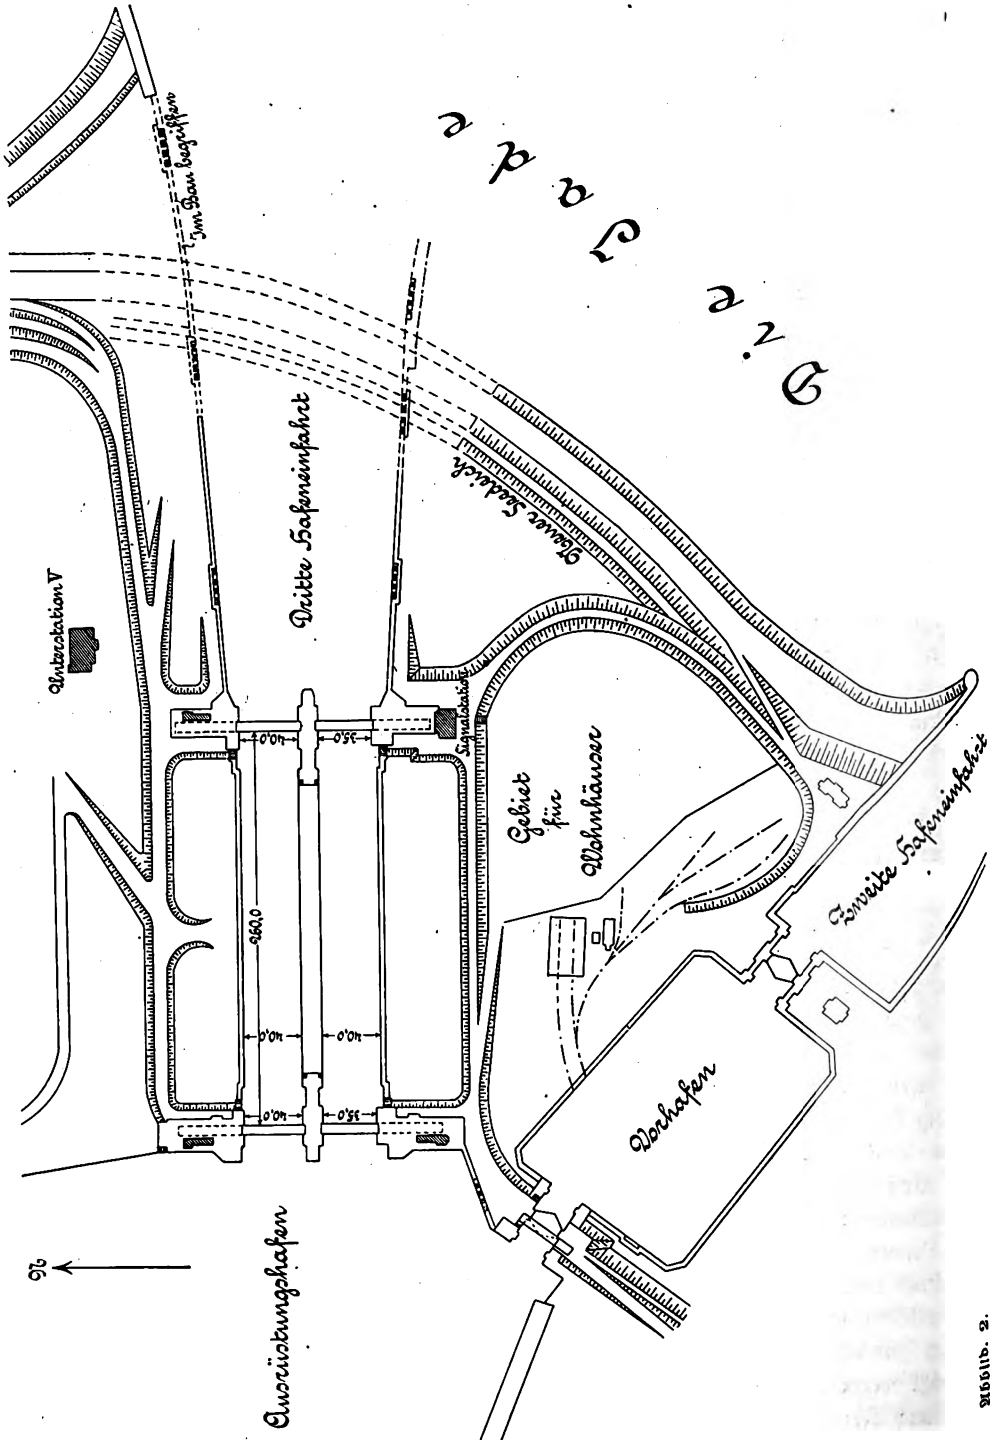 Die Jade
Im Bau begriffen
Dritte Hafeneinfahrt
Neuer Seedeich
Unterstation V
Signalstation
40,0
35,0
260,0
40,0
40,0
40,0
35,0
Gebiet
für
Wohnhäuser
Zweite Hafeneinfahrt
Vorhafen
Ausrüstungshafen
N
Abbild. 2.